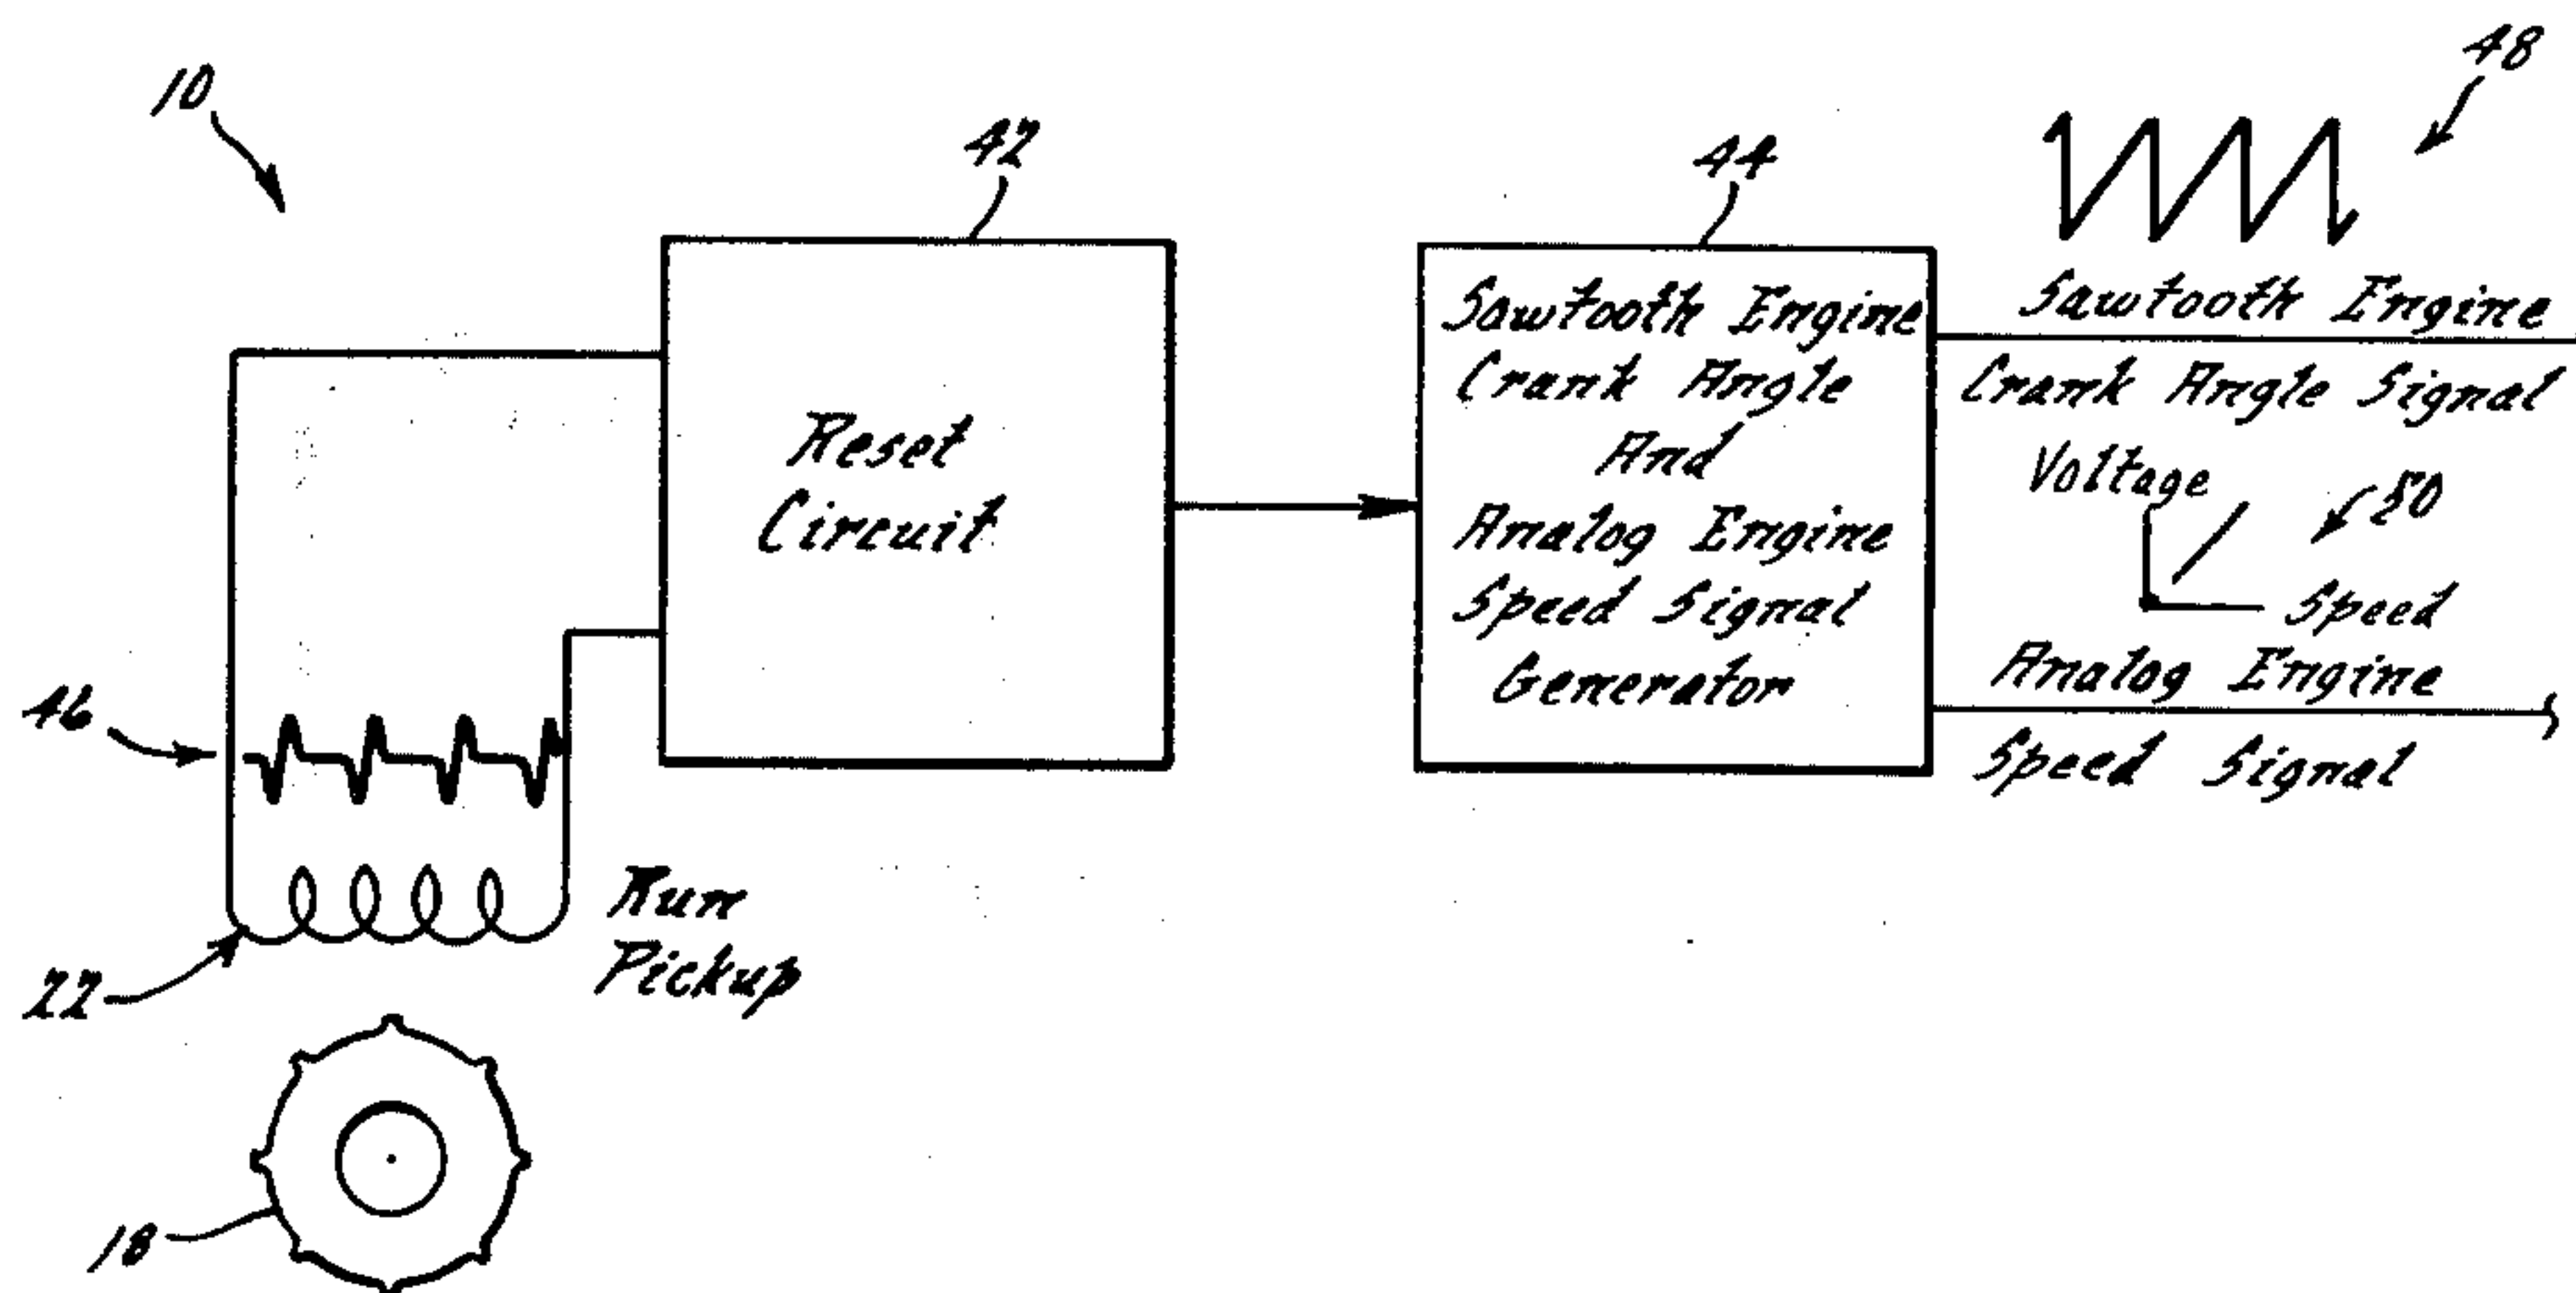 10
42
44
48
Reset
Circuit
Sawtooth Engine
Crank Angle
And
Analog Engine
Speed Signal
Generator
Sawtooth Engine
Crank Angle Signal
Voltage
50
Speed
Analog Engine
Speed Signal
46
Run
Pickup
22
18